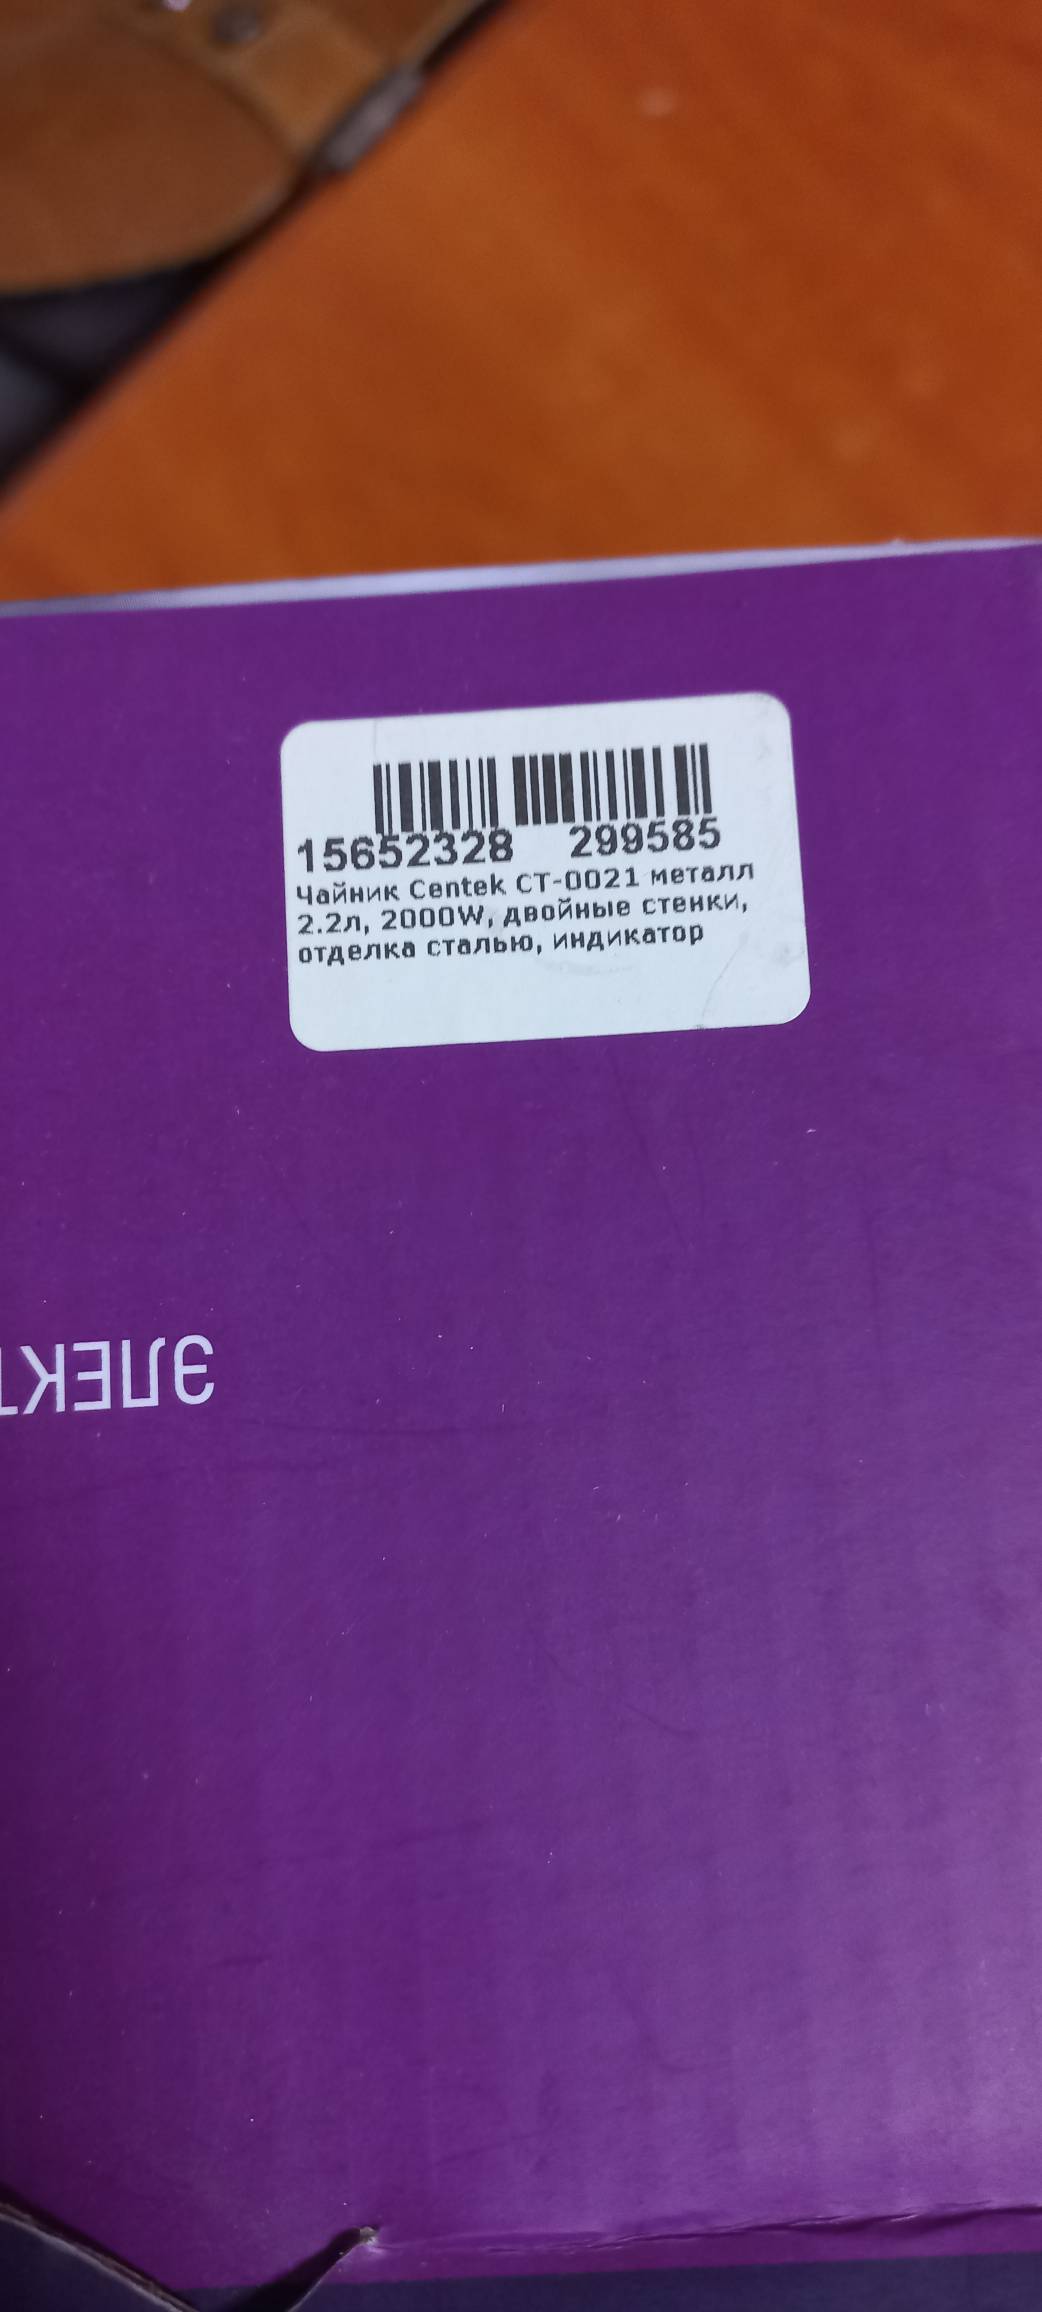 15652328 299585
Чайник Centek CT-0021 металл
2.2л, 2000W, двойные стенки,
отделка сталью, индикатор
ЭЛЕКТ